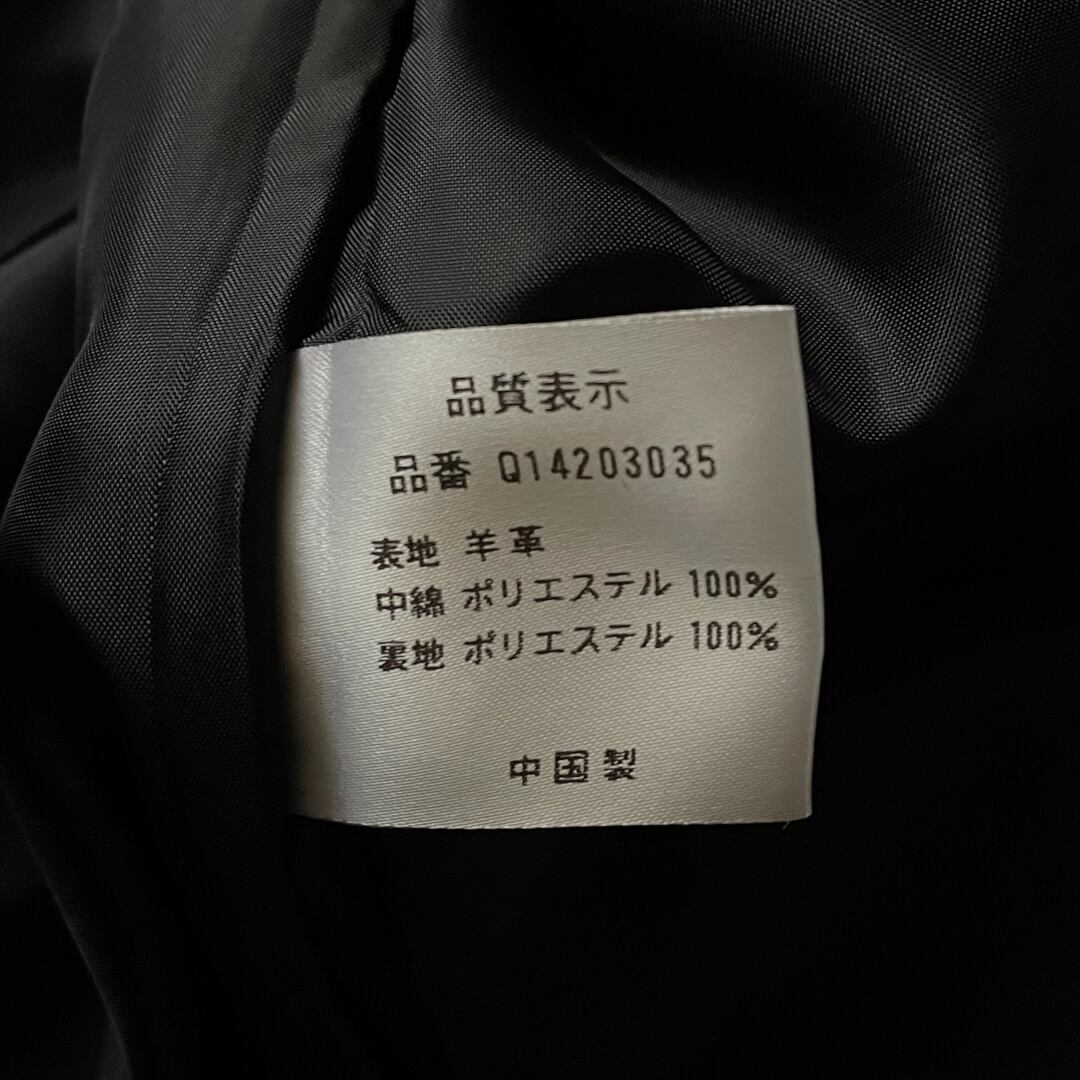 品質表示
品番 Q14203035
表地 羊革
中綿 ポリエステル 100%
裏地 ポリエステル 100%
中国製